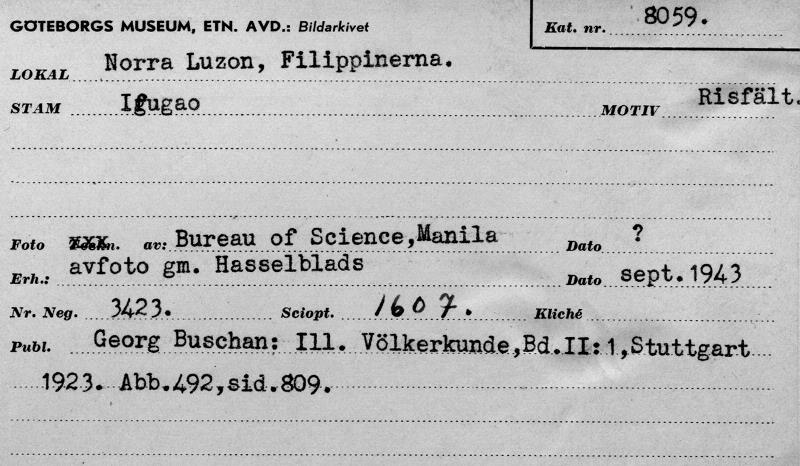 GÖTEBORGS MUSEUM, ETN. AVD.: Bildarkivet
Kat. nr. 8059.
LOKAL Norra Luzon, Filippinerna.
STAM Ifugao MOTIV Risfält.
Foto Teckn. av: Bureau of Science,Manila Dato ?
Erh.: avfoto gm. Hasselblads Dato sept.1943
Nr. Neg. 3423. Sciopt. 1607. Kliché
Publ. Georg Buschan: Ill. Völkerkunde,Bd.II:1,Stuttgart
1923. Abb.492,sid.809.